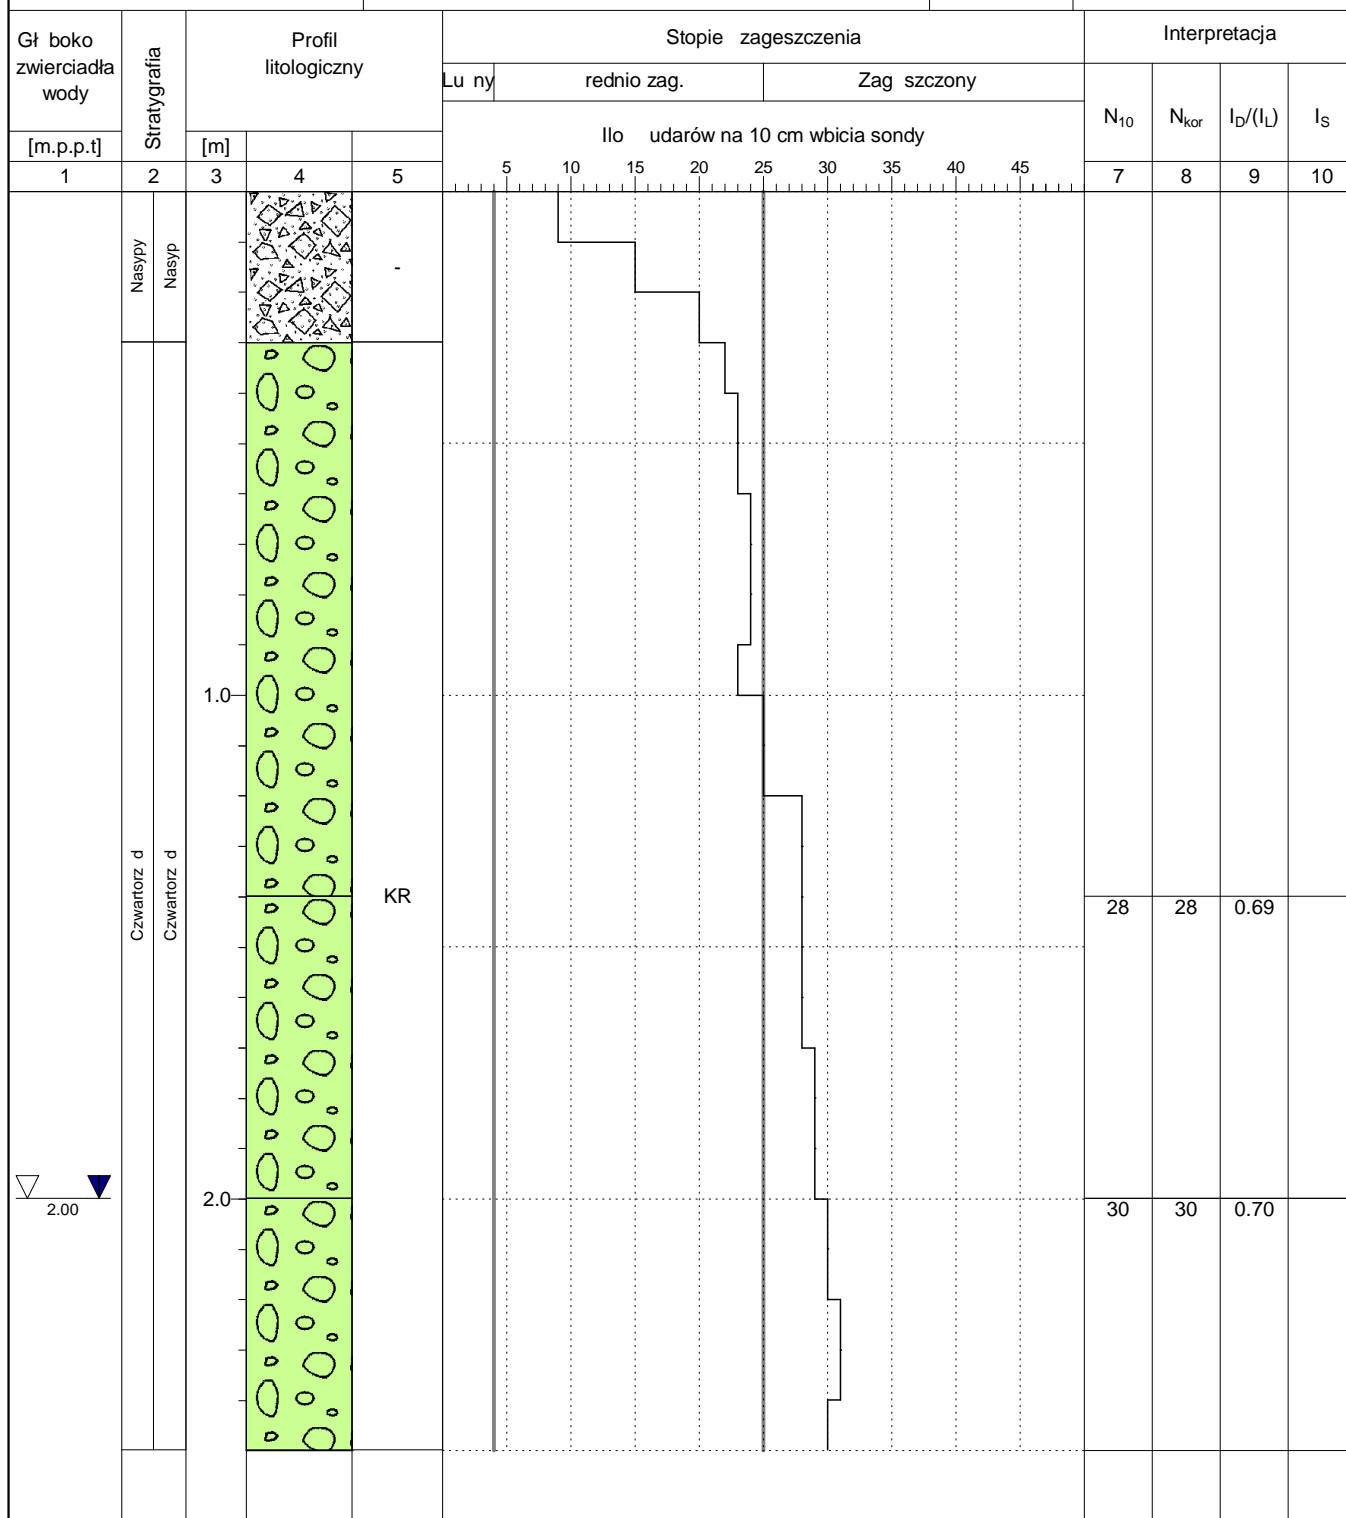 Gł boko
zwierciadła
wody
[m.p.p.t]
1
Stratygrafia
2
Profil
litologiczny
[m]
3
4
5
Stopie zageszczenia
Lu ny
rednio zag.
Zag szczony
Ilo udarów na 10 cm wbicia sondy
5 10 15 20 25 30 35 40 45
Interpretacja
N10
Nkor
ID/(IL)
IS
7
8
9
10
Nasypy
Nasyp
-
1.0
Czwartorz d
Czwartorz d
KR
28 28 0.69
2.00
2.0
30 30 0.70